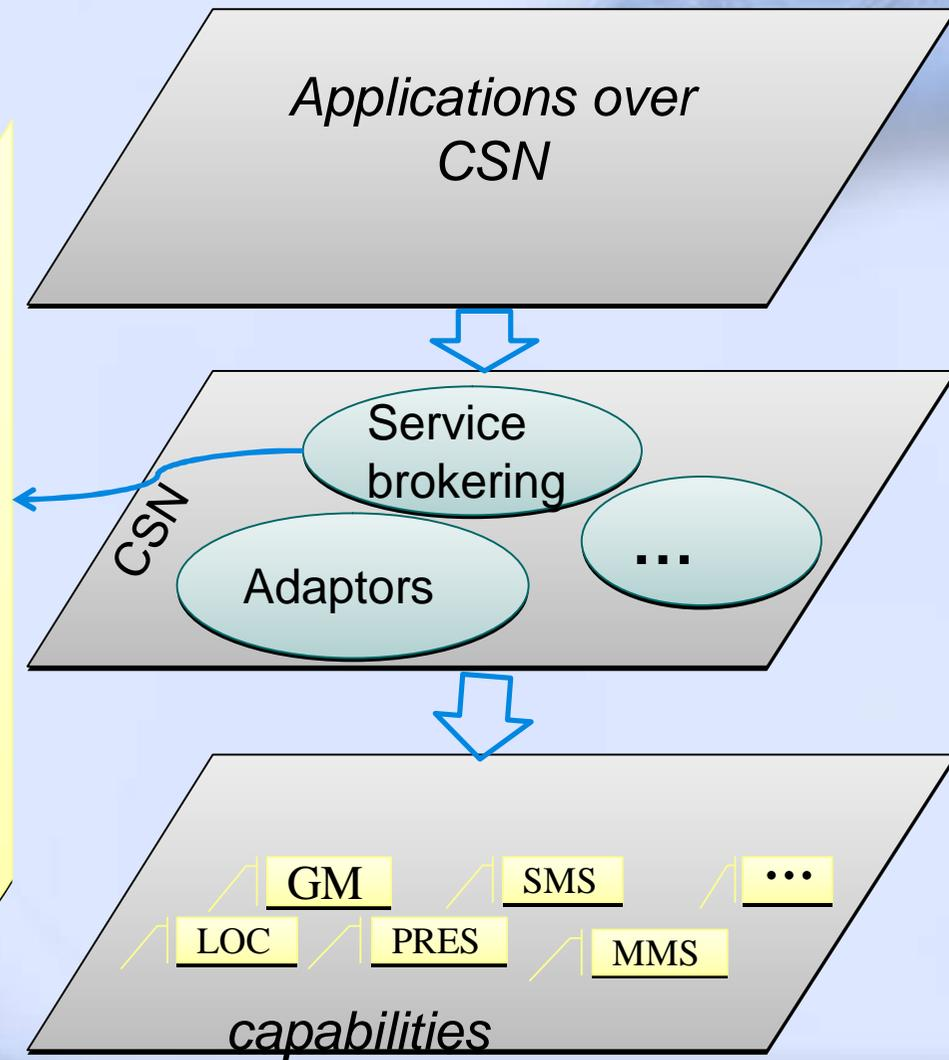 Applications over
CSN
Service
brokering
CSN
Adaptors
...
GM
SMS
...
LOC
PRES
MMS
capabilities